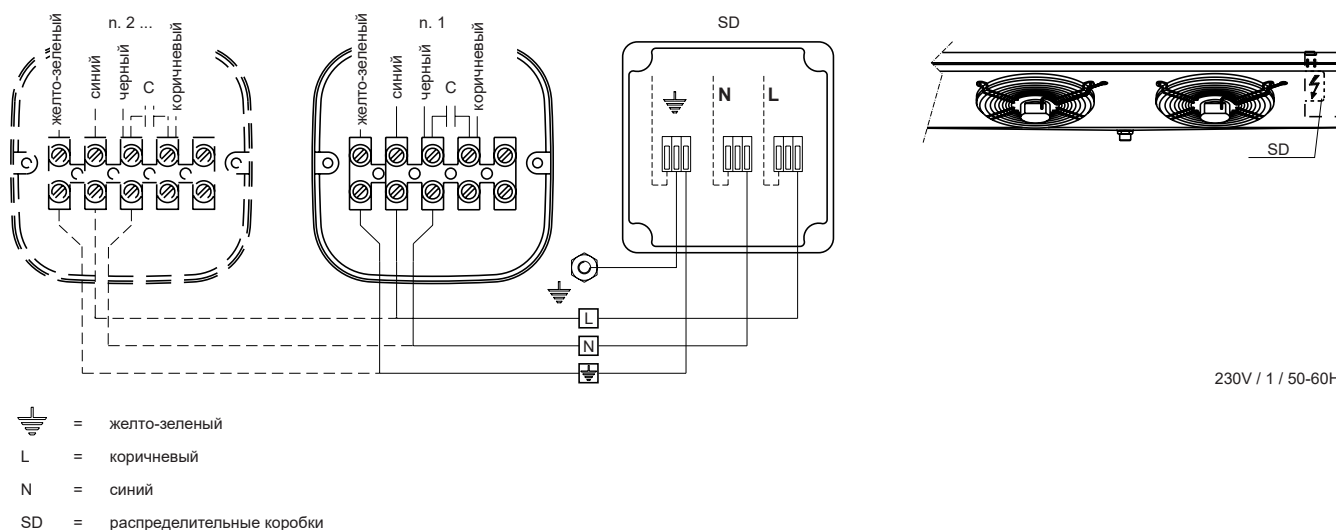 n. 2 ...
n. 1
SD
желто-зеленый
синий
черный
C
коричневый
желто-зеленый
синий
черный
C
коричневый
N
L
SD
L
N
230V / 1 / 50-60H
= желто-зеленый
L = коричневый
N = синий
SD = распределительные коробки